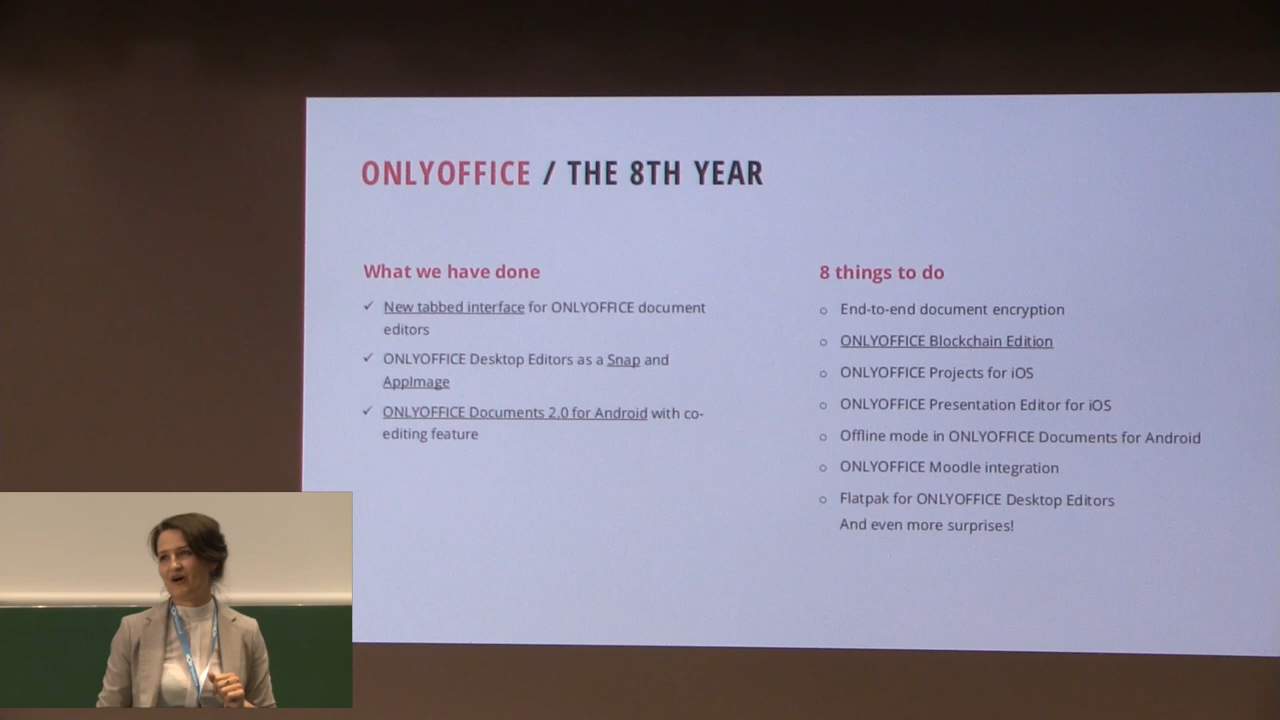 ONLYOFFICE / THE 8TH YEAR
What we have done
✓ New tabbed interface for ONLYOFFICE document
editors
✓ ONLYOFFICE Desktop Editors as a Snap and
AppImage
✓ ONLYOFFICE Documents 2.0 for Android with co-
editing feature
8 things to do
o End-to-end document encryption
o ONLYOFFICE Blockchain Edition
o ONLYOFFICE Projects for iOS
o ONLYOFFICE Presentation Editor for iOS
o Offline mode in ONLYOFFICE Documents for Android
o ONLYOFFICE Moodle integration
o Flatpak for ONLYOFFICE Desktop Editors
And even more surprises!